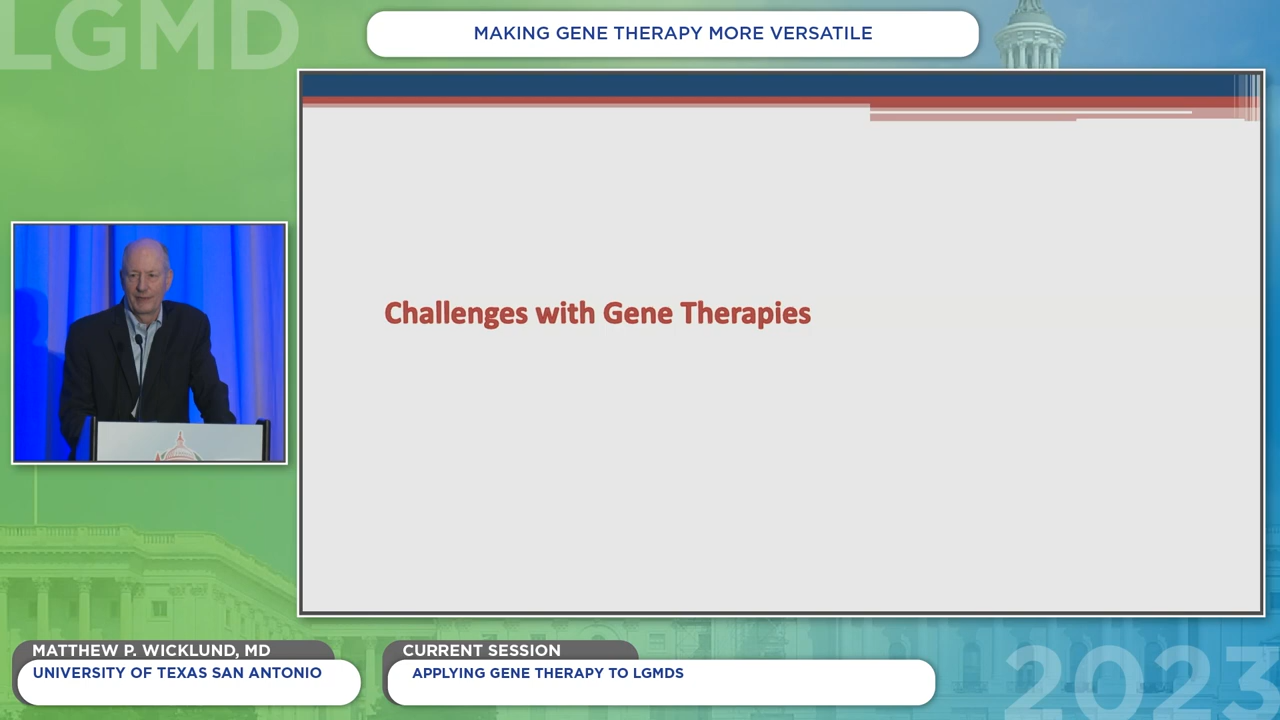 LGMD
MAKING GENE THERAPY MORE VERSATILE
Challenges with Gene Therapies
MATTHEW P. WICKLUND, MD
UNIVERSITY OF TEXAS SAN ANTONIO
CURRENT SESSION
APPLYING GENE THERAPY TO LGMDS
2023